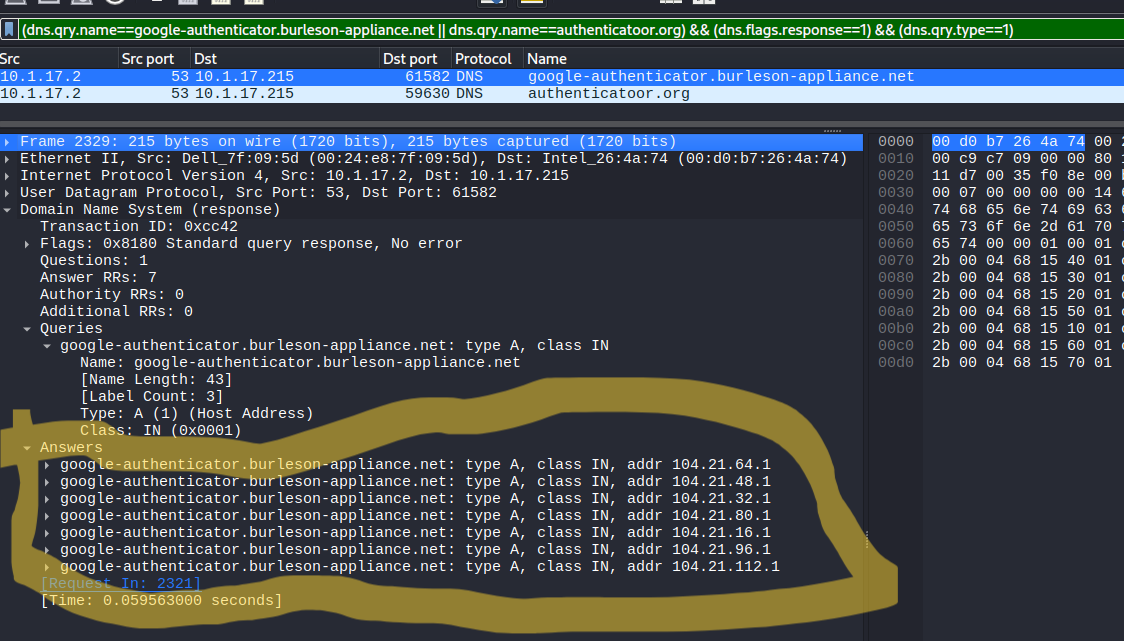 (dns.qry.name==google-authenticator.burleson-appliance.net || dns.qry.name==authenticatoor.org) && (dns.flags.response==1) && (dns.qry.type==1)
Src Src port Dst Dst port Protocol Name
10.1.17.2 53 10.1.17.215 61582 DNS google-authenticator.burleson-appliance.net
10.1.17.2 53 10.1.17.215 59630 DNS authenticatoor.org
Frame 2329: 215 bytes on wire (1720 bits), 215 bytes captured (1720 bits)
Ethernet II, Src: Dell_7f:09:5d (00:24:e8:7f:09:5d), Dst: Intel_26:4a:74 (00:d0:b7:26:4a:74)
Internet Protocol Version 4, Src: 10.1.17.2, Dst: 10.1.17.215
User Datagram Protocol, Src Port: 53, Dst Port: 61582
Domain Name System (response)
Transaction ID: 0xcc42
Flags: 0x8180 Standard query response, No error
Questions: 1
Answer RRs: 7
Authority RRs: 0
Additional RRs: 0
Queries
google-authenticator.burleson-appliance.net: type A, class IN
Name: google-authenticator.burleson-appliance.net
[Name Length: 43]
[Label Count: 3]
Type: A (1) (Host Address)
Class: IN (0x0001)
Answers
google-authenticator.burleson-appliance.net: type A, class IN, addr 104.21.64.1
google-authenticator.burleson-appliance.net: type A, class IN, addr 104.21.48.1
google-authenticator.burleson-appliance.net: type A, class IN, addr 104.21.32.1
google-authenticator.burleson-appliance.net: type A, class IN, addr 104.21.80.1
google-authenticator.burleson-appliance.net: type A, class IN, addr 104.21.16.1
google-authenticator.burleson-appliance.net: type A, class IN, addr 104.21.96.1
google-authenticator.burleson-appliance.net: type A, class IN, addr 104.21.112.1
[Request In: 2321]
[Time: 0.059563000 seconds]
0000 00 d0 b7 26 4a 74 00
0010 00 c9 c7 09 00 00 80
0020 11 d7 00 35 f0 8e 00
0030 00 07 00 00 00 00 14
0040 74 68 65 6e 74 69 63
0050 65 73 6f 6e 2d 61 70
0060 65 74 00 00 01 00 01
0070 2b 00 04 68 15 40 01
0080 2b 00 04 68 15 30 01
0090 2b 00 04 68 15 20 01
00a0 2b 00 04 68 15 50 01
00b0 2b 00 04 68 15 10 01
00c0 2b 00 04 68 15 60 01
00d0 2b 00 04 68 15 70 01